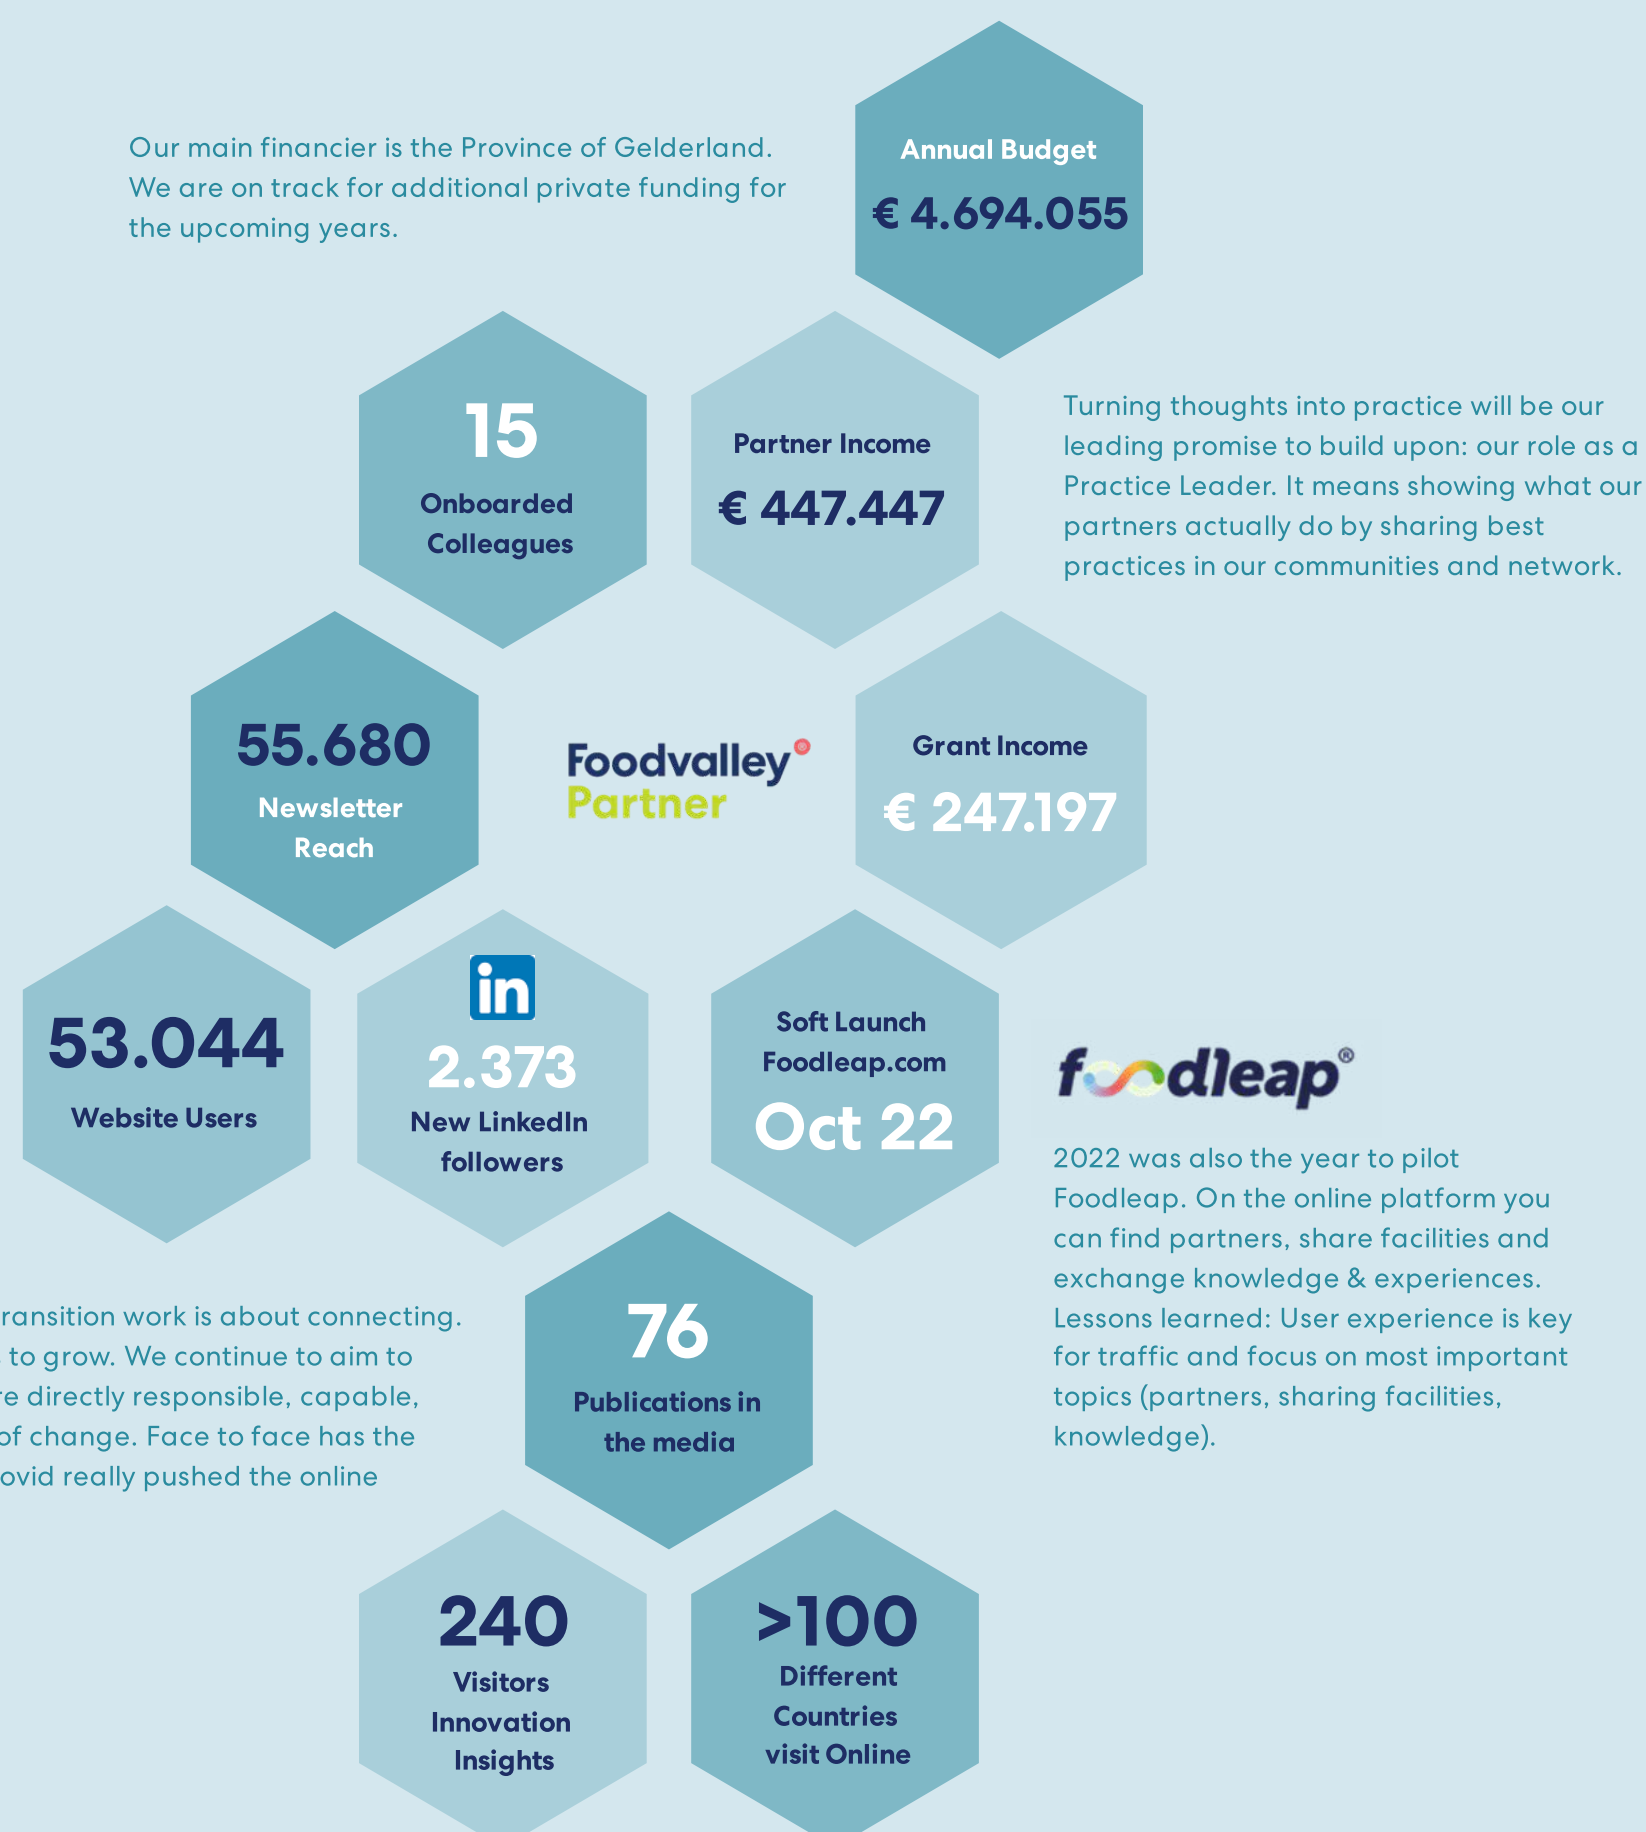 Our main financier is the Province of Gelderland.
We are on track for additional private funding for
the upcoming years.
Annual Budget
€ 4.694.055
15
Onboarded
Colleagues
Partner Income
€ 447.447
Turning thoughts into practice will be our
leading promise to build upon: our role as a
Practice Leader. It means showing what our
partners actually do by sharing best
practices in our communities and network.
55.680
Newsletter
Reach
Foodvalley®
Partner
Grant Income
€ 247.197
53.044
Website Users
in
2.373
New LinkedIn
followers
Soft Launch
Foodleap.com
Oct 22
foodleap®
2022 was also the year to pilot
Foodleap. On the online platform you
can find partners, share facilities and
exchange knowledge & experiences.
Lessons learned: User experience is key
for traffic and focus on most important
topics (partners, sharing facilities,
knowledge).
ransition work is about connecting.
to grow. We continue to aim to
re directly responsible, capable,
of change. Face to face has the
ovid really pushed the online
76
Publications in
the media
240
Visitors
Innovation
Insights
>100
Different
Countries
visit Online